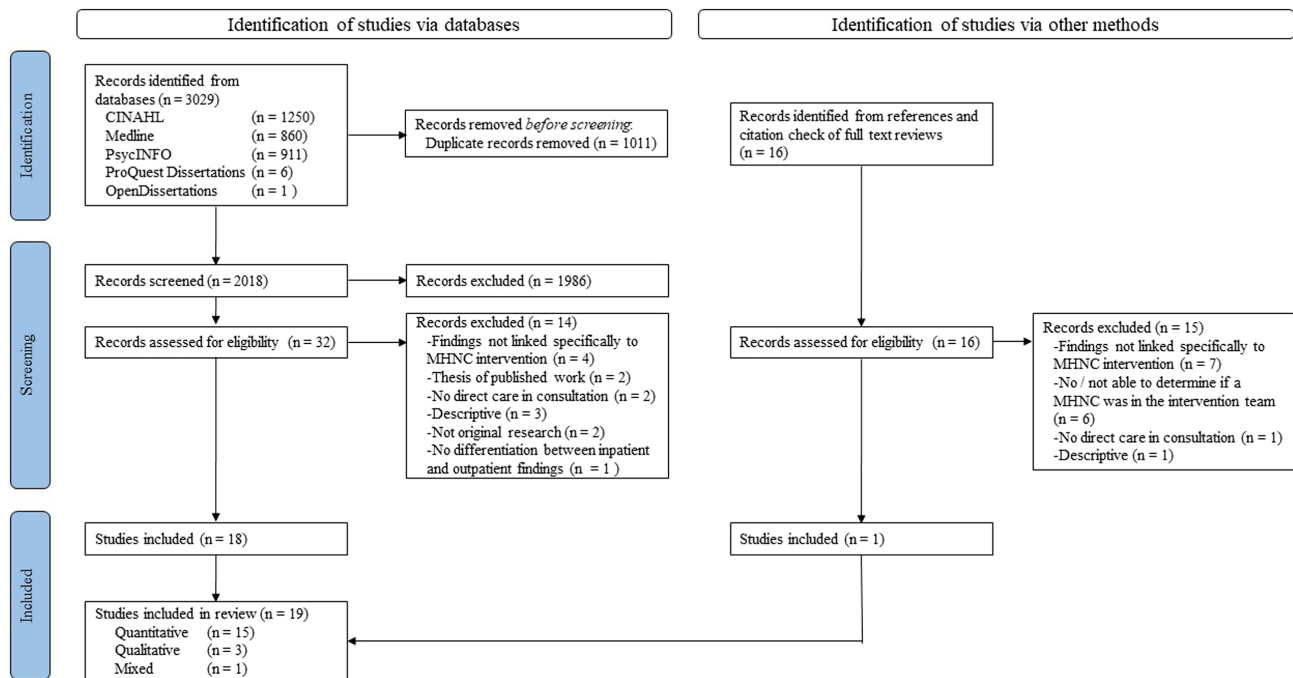 Identification of studies via databases
Identification of studies via other methods
Identification
Records identified from
databases (n = 3029)
CINAHL (n = 1250)
Medline (n = 860)
PsycINFO (n = 911)
ProQuest Dissertations (n = 6)
OpenDissertations (n = 1 )
Records removed before screening:
Duplicate records removed (n = 1011)
Records identified from references and
citation check of full text reviews
(n = 16)
Screening
Records screened (n = 2018)
Records excluded (n = 1986)
Records assessed for eligibility (n = 32)
Records excluded (n = 14)
-Findings not linked specifically to
MHNC intervention (n = 4)
-Thesis of published work (n = 2)
-No direct care in consultation (n = 2)
-Descriptive (n = 3)
-Not original research (n = 2)
-No differentiation between inpatient
and outpatient findings (n = 1 )
Records assessed for eligibility (n = 16)
Records excluded (n = 15)
-Findings not linked specifically to
MHNC intervention (n = 7)
-No / not able to determine if a
MHNC was in the intervention team
(n = 6)
-No direct care in consultation (n = 1)
-Descriptive (n = 1)
Included
Studies included (n = 18)
Studies included (n = 1)
Studies included in review (n = 19)
Quantitative (n = 15)
Qualitative (n = 3)
Mixed (n = 1)